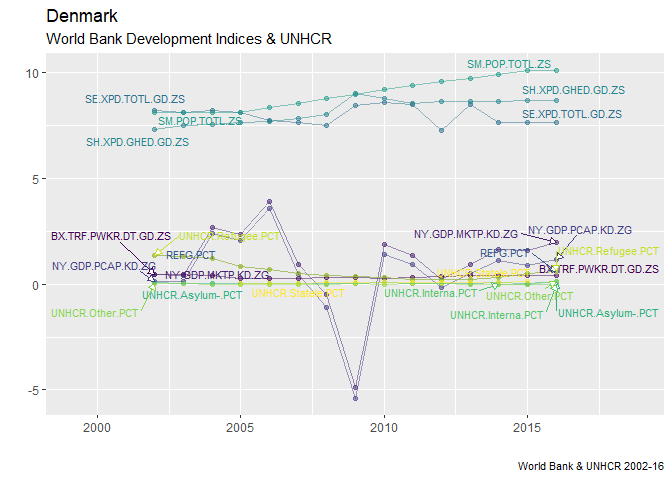 Denmark
World Bank Development Indices & UNHCR
10
5
0
-5
SM.POP.TOTL.ZS
SE.XPD.TOTL.GD.ZS
SH.XPD.GHED.GD.ZS
SM.POP.TOTL.ZS
SE.XPD.TOTL.GD.ZS
SH.XPD.GHED.GD.ZS
BX.TRF.PWKR.DT.GD.ZS
UNHCR.Refugee.PCT
NY.GDP.MKTP.KD.ZG
NY.GDP.PCAP.KD.ZG
REFG.PCT
REFG.PCT
UNHCR.Refugee.PCT
NY.GDP.PCAP.KD.ZG
NY.GDP.MKTP.KD.ZG
BX.TRF.PWKR.DT.GD.ZS
UNHCR.Asylum-.PCT
UNHCR.Interna.PCT
UNHCR.Other.PCT
UNHCR.Other.PCT
UNHCR.Interna.PCT
UNHCR.Asylum-.PCT
2000
2005
2010
2015
World Bank & UNHCR 2002-16